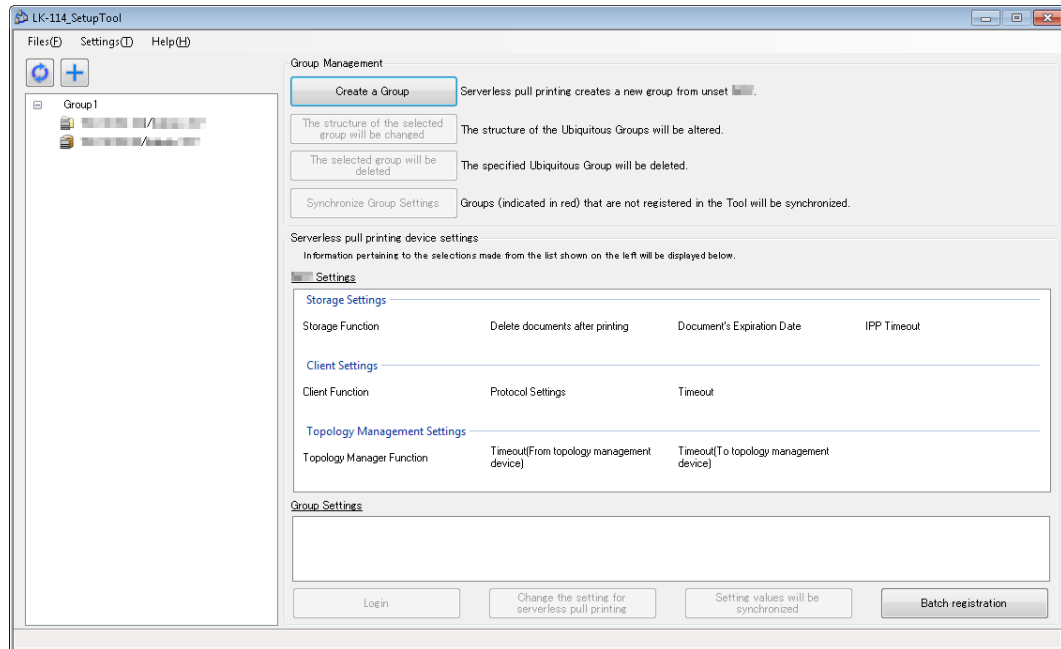 LK-114_SetupTool
Files(F) Settings(T) Help(H)
Group1
/
/
Group Management
Create a Group
Serverless pull printing creates a new group from unset .
The structure of the selected
group will be changed
The structure of the Ubiquitous Groups will be altered.
The selected group will be
deleted
The specified Ubiquitous Group will be deleted.
Synchronize Group Settings
Groups (indicated in red) that are not registered in the Tool will be synchronized.
Serverless pull printing device settings
Information pertaining to the selections made from the list shown on the left will be displayed below.
Settings
Storage Settings
Storage Function
Delete documents after printing
Document's Expiration Date
IPP Timeout
Client Settings
Client Function
Protocol Settings
Timeout
Topology Management Settings
Topology Manager Function
Timeout(From topology management
device)
Timeout(To topology management
device)
Group Settings
Login
Change the setting for
serverless pull printing
Setting values will be
synchronized
Batch registration